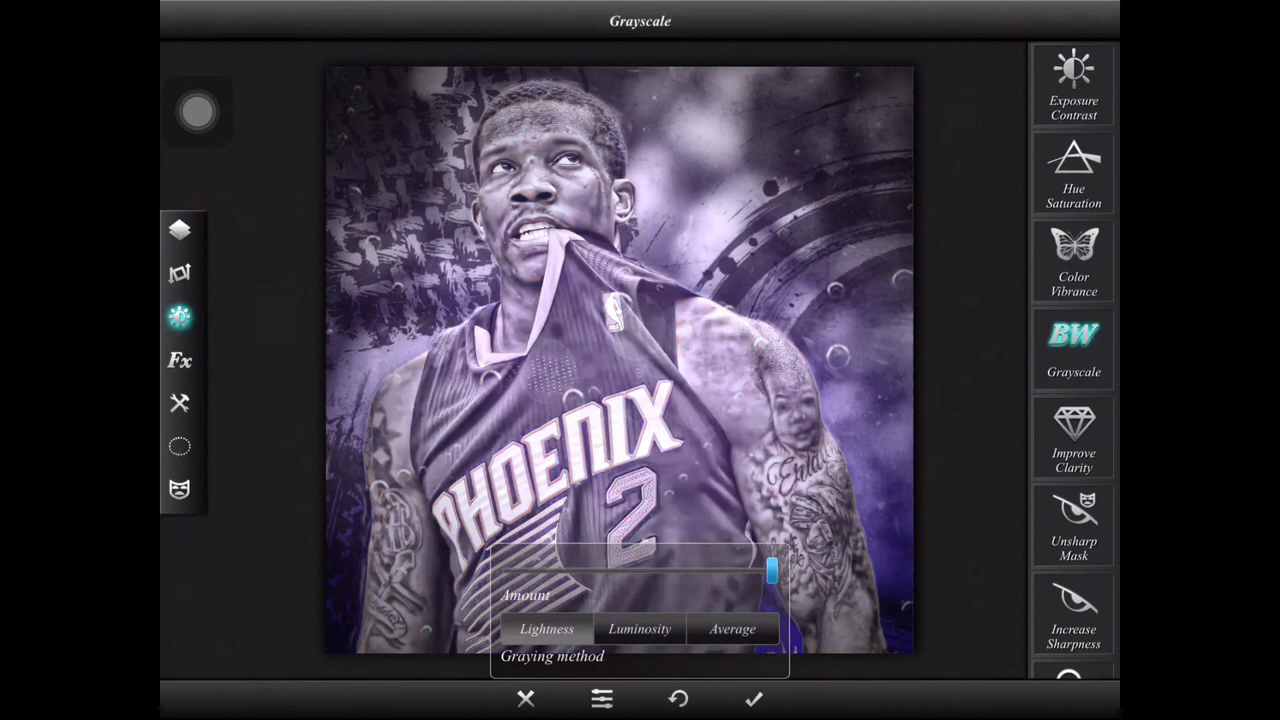 Grayscale
Exposure
Contrast
Hue
Saturation
Color
Vibrance
BW
Grayscale
Improve
Clarity
Unsharp
Mask
Increase
Sharpness
Fx
PHOENIX
2
Amount
Lightness
Luminosity
Average
Graying method